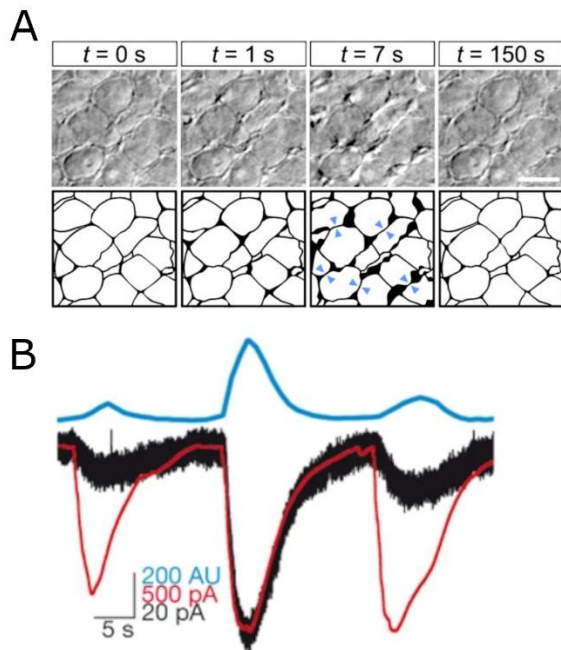 A
t = 0 s
t = 1 s
t = 7 s
t = 150 s
B
200 AU
500 pA
20 pA
5 s